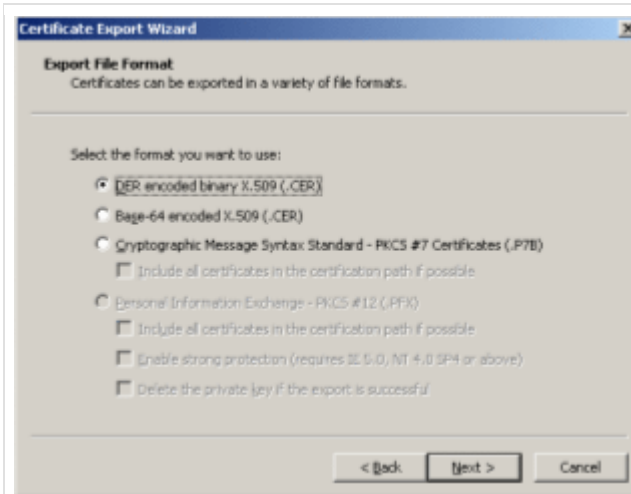 Certificate Export Wizard
Export File Format
Certificates can be exported in a variety of file formats.
Select the format you want to use:
DER encoded binary X.509 (.CER)
Base-64 encoded X.509 (.CER)
Cryptographic Message Syntax Standard - PKCS #7 Certificates (.P7B)
Include all certificates in the certification path if possible
Personal Information Exchange - PKCS #12 (.PFX)
Include all certificates in the certification path if possible
Enable strong protection (requires IE 5.0, NT 4.0 SP4 or above)
Delete the private key if the export is successful
< Back Next > Cancel